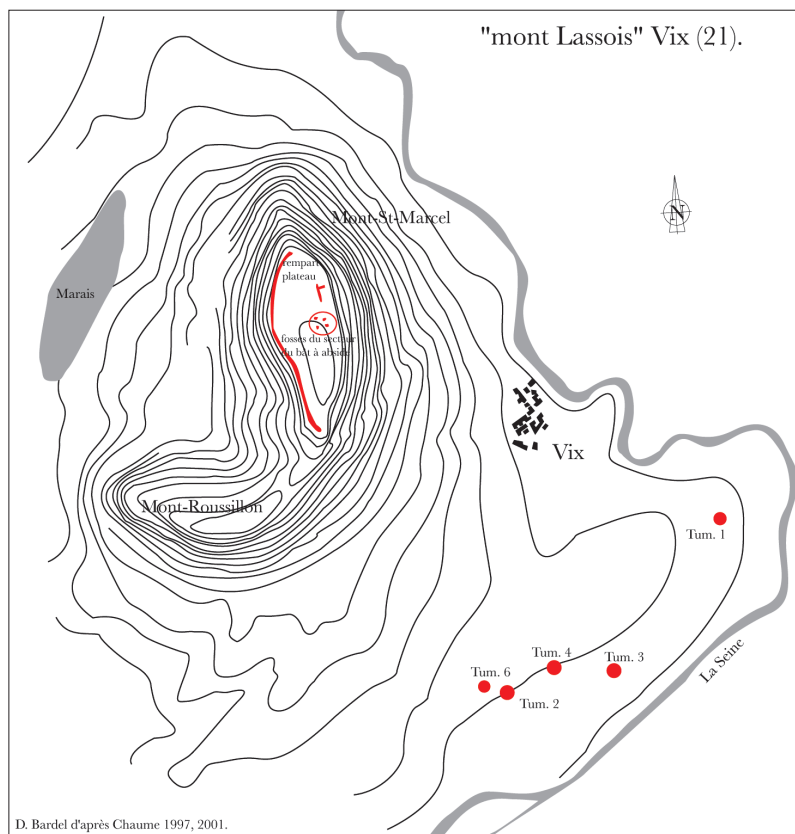 "mont Lassois" Vix (21).
N
Mont-St-Marcel
rempart
plateau
Marais
fosses du secteur
du bât à abside
Vix
Mont-Roussillon
Tum. 1
La Seine
Tum. 4
Tum. 3
Tum. 6
Tum. 2
D. Bardel d'après Chaume 1997, 2001.